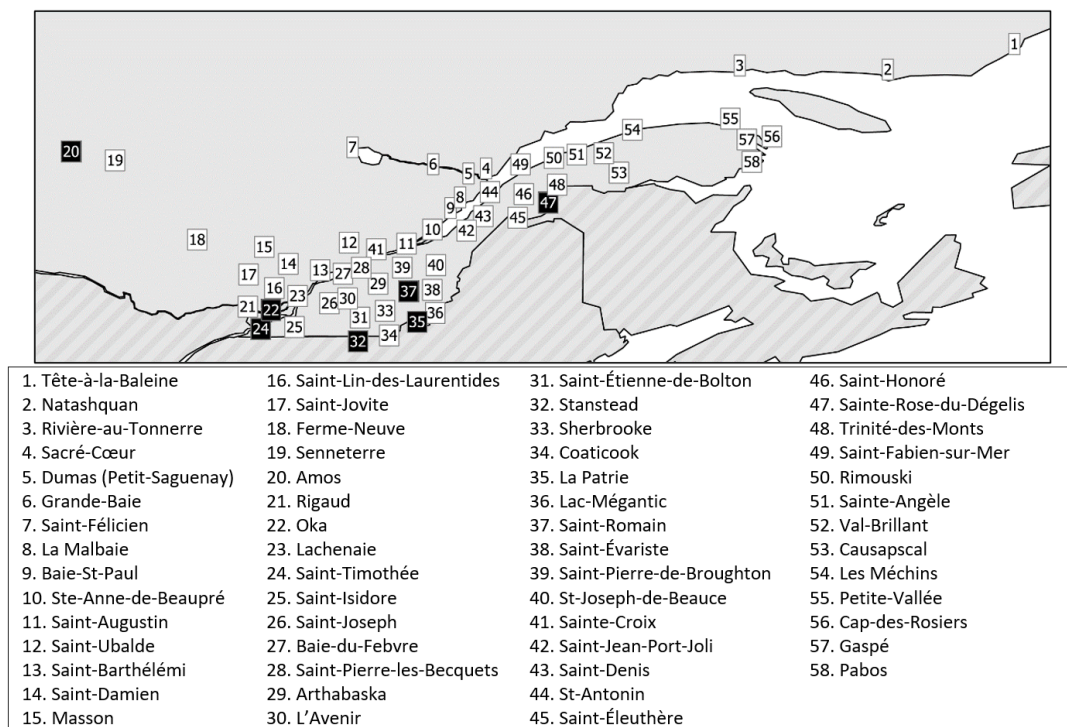 1
2
3
55
54
56
57
20
19
7
6
4
49
50
51
52
58
5
53
8
44
46
48
47
9
43
45
10
42
18
15
12
41
11
14
13
28
39
40
17
27
16
29
37
38
23
26
30
21
22
31
33
36
24
25
35
32
34
1. Tête-à-la-Baleine
2. Natashquan
3. Rivière-au-Tonnerre
4. Sacré-Cœur
5. Dumas (Petit-Saguenay)
6. Grande-Baie
7. Saint-Félicien
8. La Malbaie
9. Baie-St-Paul
10. Ste-Anne-de-Beaupré
11. Saint-Augustin
12. Saint-Ubalde
13. Saint-Barthélémi
14. Saint-Damien
15. Masson
16. Saint-Lin-des-Laurentides
17. Saint-Jovite
18. Ferme-Neuve
19. Senneterre
20. Amos
21. Rigaud
22. Oka
23. Lachenaie
24. Saint-Timothée
25. Saint-Isidore
26. Saint-Joseph
27. Baie-du-Febvre
28. Saint-Pierre-les-Becquets
29. Arthabaska
30. L’Avenir
31. Saint-Étienne-de-Bolton
32. Stanstead
33. Sherbrooke
34. Coaticook
35. La Patrie
36. Lac-Mégantic
37. Saint-Romain
38. Saint-Évariste
39. Saint-Pierre-de-Broughton
40. St-Joseph-de-Beauce
41. Sainte-Croix
42. Saint-Jean-Port-Joli
43. Saint-Denis
44. St-Antonin
45. Saint-Éleuthère
46. Saint-Honoré
47. Sainte-Rose-du-Dégelis
48. Trinité-des-Monts
49. Saint-Fabien-sur-Mer
50. Rimouski
51. Sainte-Angèle
52. Val-Brillant
53. Causapscal
54. Les Méchins
55. Petite-Vallée
56. Cap-des-Rosiers
57. Gaspé
58. Pabos